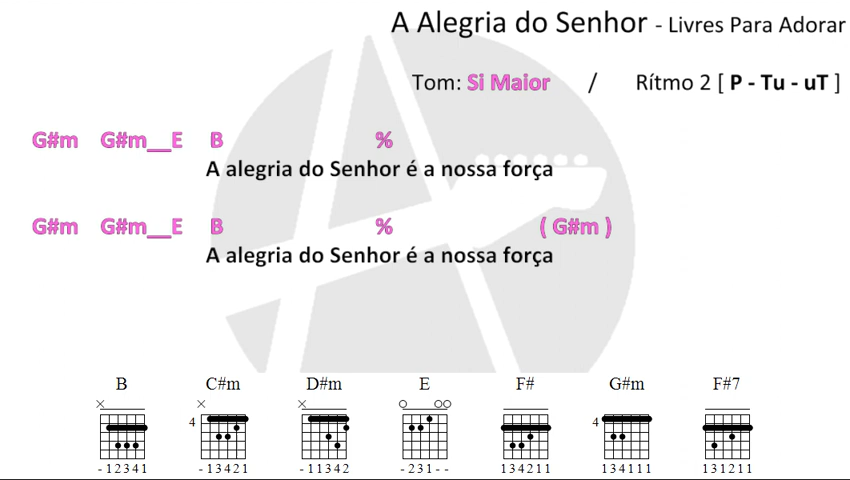 A Alegria do Senhor - Livres Para Adorar
Tom: Si Maior / Rítmo 2 [ P - Tu - uT ]
G#m G#m__E B %
A alegria do Senhor é a nossa força
G#m G#m__E B % ( G#m )
A alegria do Senhor é a nossa força
B C#m D#m E F# G#m F#7
4 4
- 1 2 3 4 1 - 1 3 4 2 1 - 1 1 3 4 2 - 2 3 1 - - 1 3 4 2 1 1 1 3 4 1 1 1 1 3 1 2 1 1